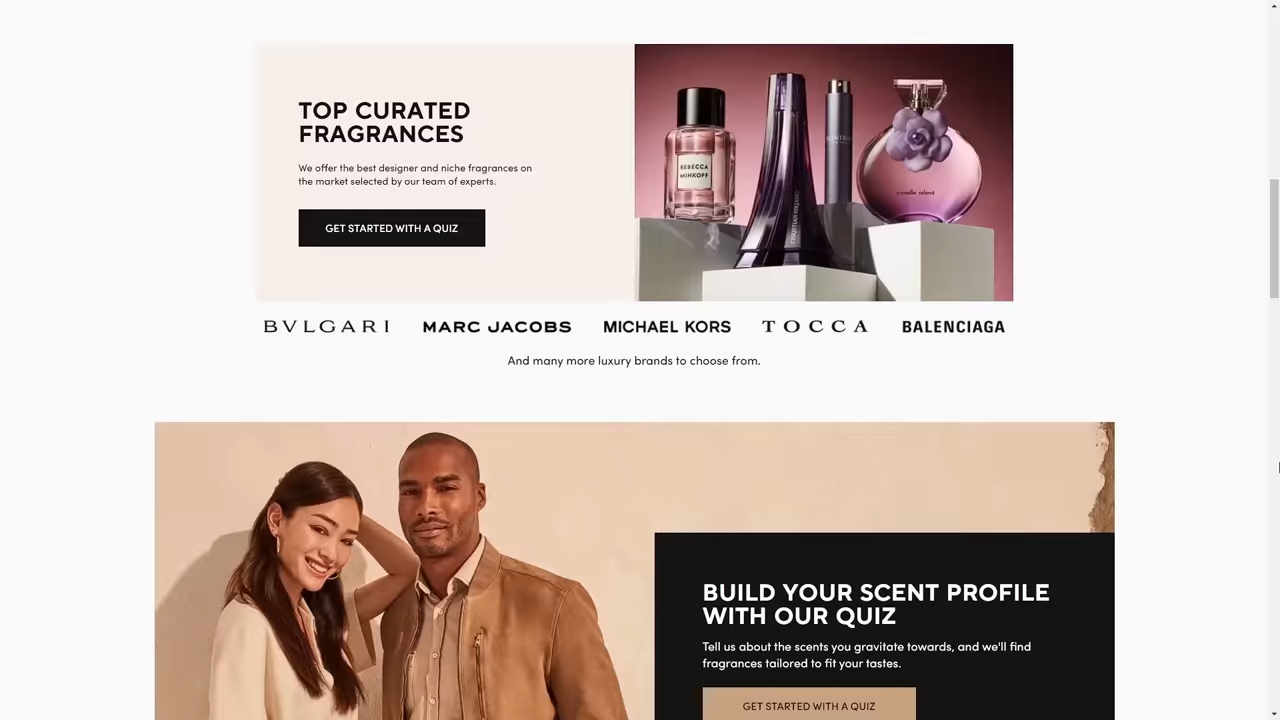 TOP CURATED
FRAGRANCES
We offer the best designer and niche fragrances on
the market selected by our team of experts.
GET STARTED WITH A QUIZ
REBECCA
MINKOFF
CHRISTIAN SIRIANO
BVLGARI
MARC JACOBS
MICHAEL KORS
TOCCA
BALENCIAGA
And many more luxury brands to choose from.
BUILD YOUR SCENT PROFILE
WITH OUR QUIZ
Tell us about the scents you gravitate towards, and we'll find
fragrances tailored to fit your tastes.
GET STARTED WITH A QUIZ